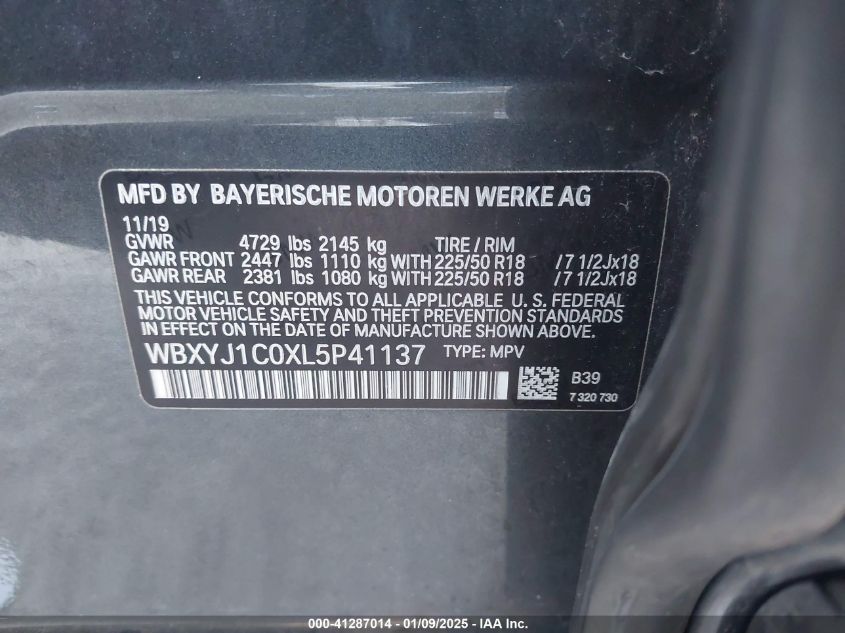 MFD BY BAYERISCHE MOTOREN WERKE AG
11/19
GVWR 4729 lbs 2145 kg TIRE / RIM
GAWR FRONT 2447 lbs 1110 kg WITH 225/50 R18 /7 1/2Jx18
GAWR REAR 2381 lbs 1080 kg WITH 225/50 R18 /7 1/2Jx18
THIS VEHICLE CONFORMS TO ALL APPLICABLE U. S. FEDERAL
MOTOR VEHICLE SAFETY AND THEFT PREVENTION STANDARDS
IN EFFECT ON THE DATE OF MANUFACTURE SHOWN ABOVE.
WBXYJ1C0XL5P41137 TYPE: MPV
B39
7 320 730
000-41287014 - 01/09/2025 - IAA Inc.